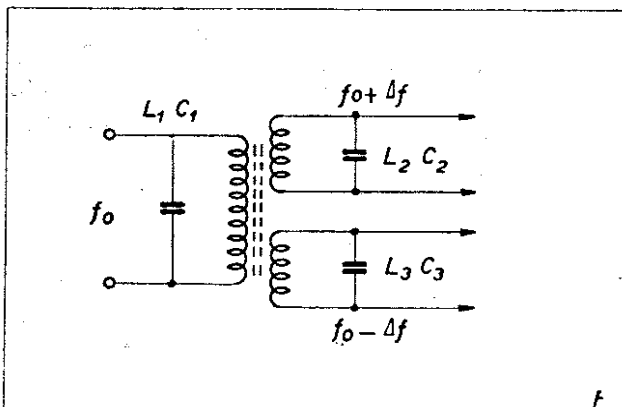 fo + Δf
L₁ C₁
L₂ C₂
fo
L₃ C₃
fo − Δf